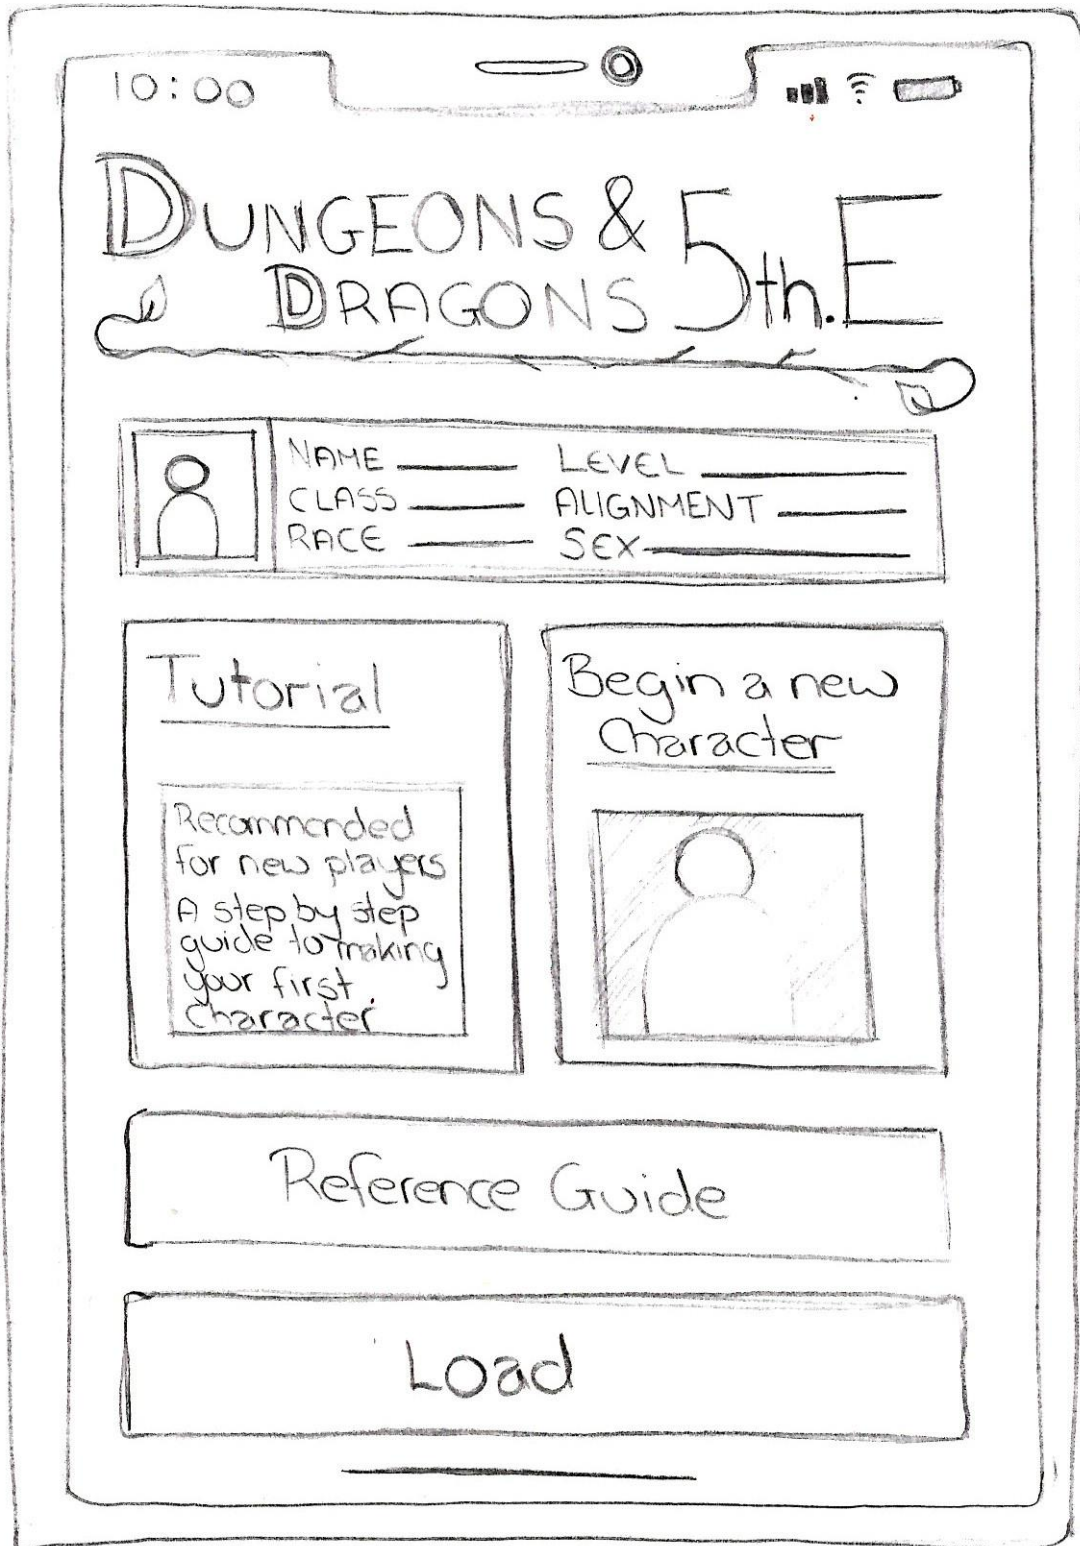 10:00
DUNGEONS & 5th.E
DRAGONS
NAME LEVEL
CLASS ALIGNMENT
RACE SEX
Tutorial
Recommended
for new players
A step by step
guide to making
your first
Character
Begin a new
Character
Reference Guide
Load